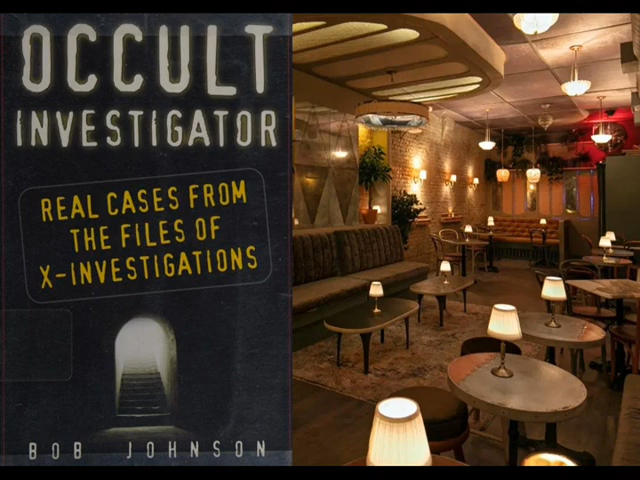 OCCULT
INVESTIGATOR
REAL CASES FROM
THE FILES OF
X-INVESTIGATIONS
BOB JOHNSON